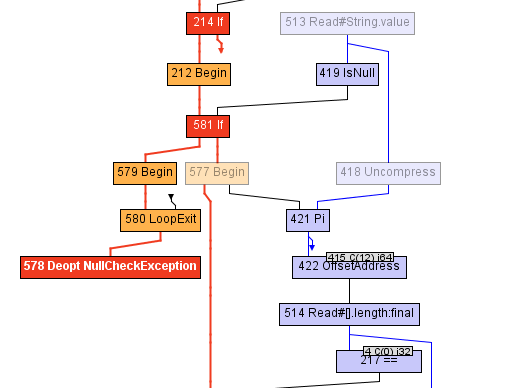 214 If
513 Read#String.value
212 Begin
419 IsNull
581 If
579 Begin
577 Begin
418 Uncompress
580 LoopExit
421 Pi
415 C(12) i64
422 OffsetAddress
578 Deopt NullCheckException
514 Read#[].length:final
4 C(0) i32
217 ==